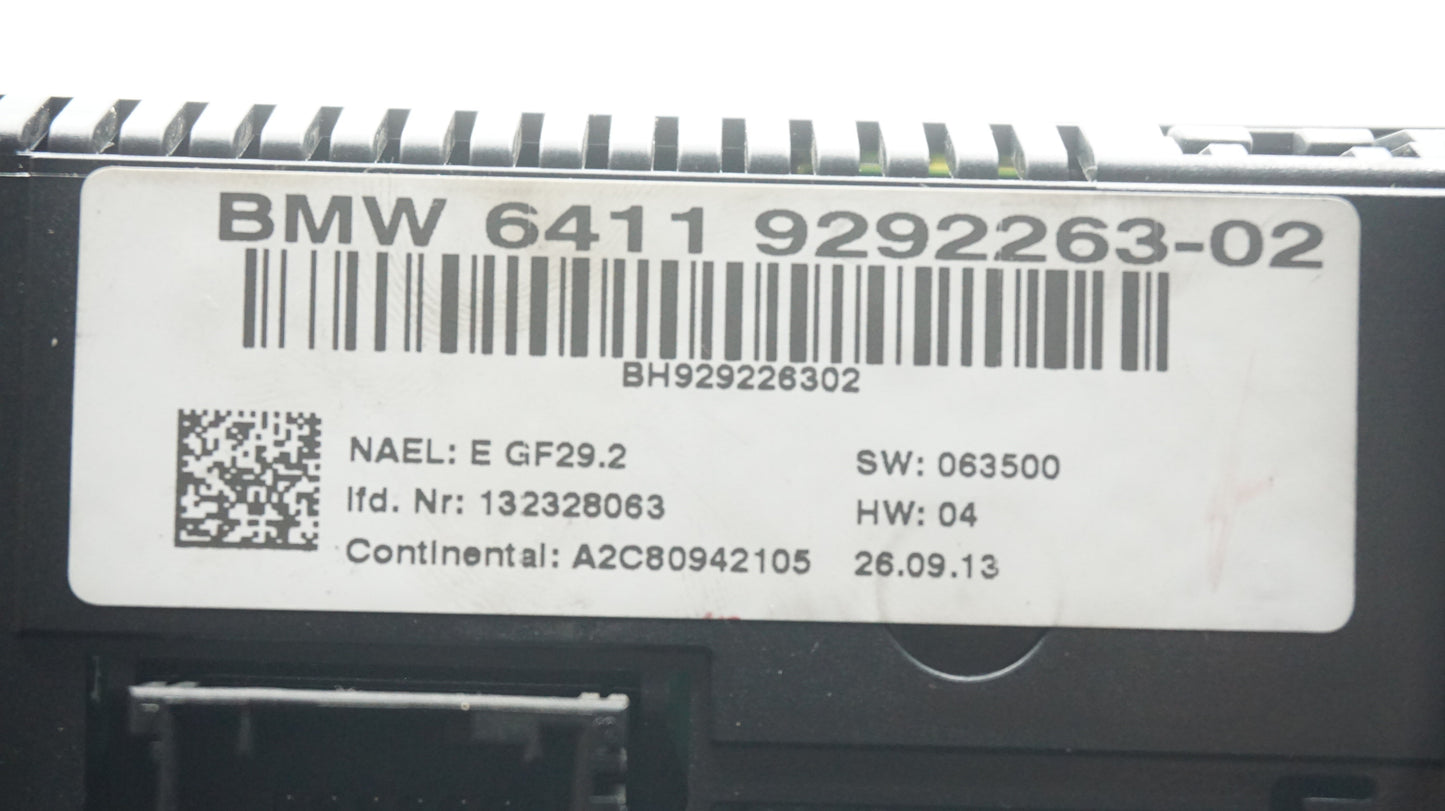 BMW 6411 9292263-02
BH929226302
NAEL: E GF29.2
lfd. Nr: 132328063
Continental: A2C80942105
SW: 063500
HW: 04
26.09.13